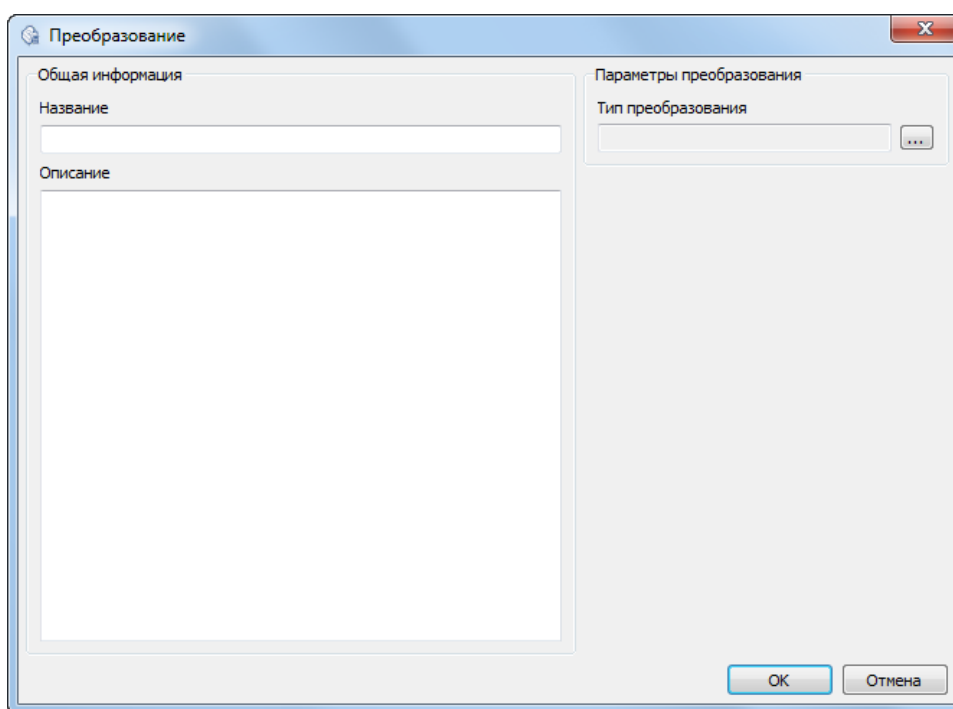 Преобразование
Общая информация
Название
Описание
Параметры преобразования
Тип преобразования
...
OK
Отмена